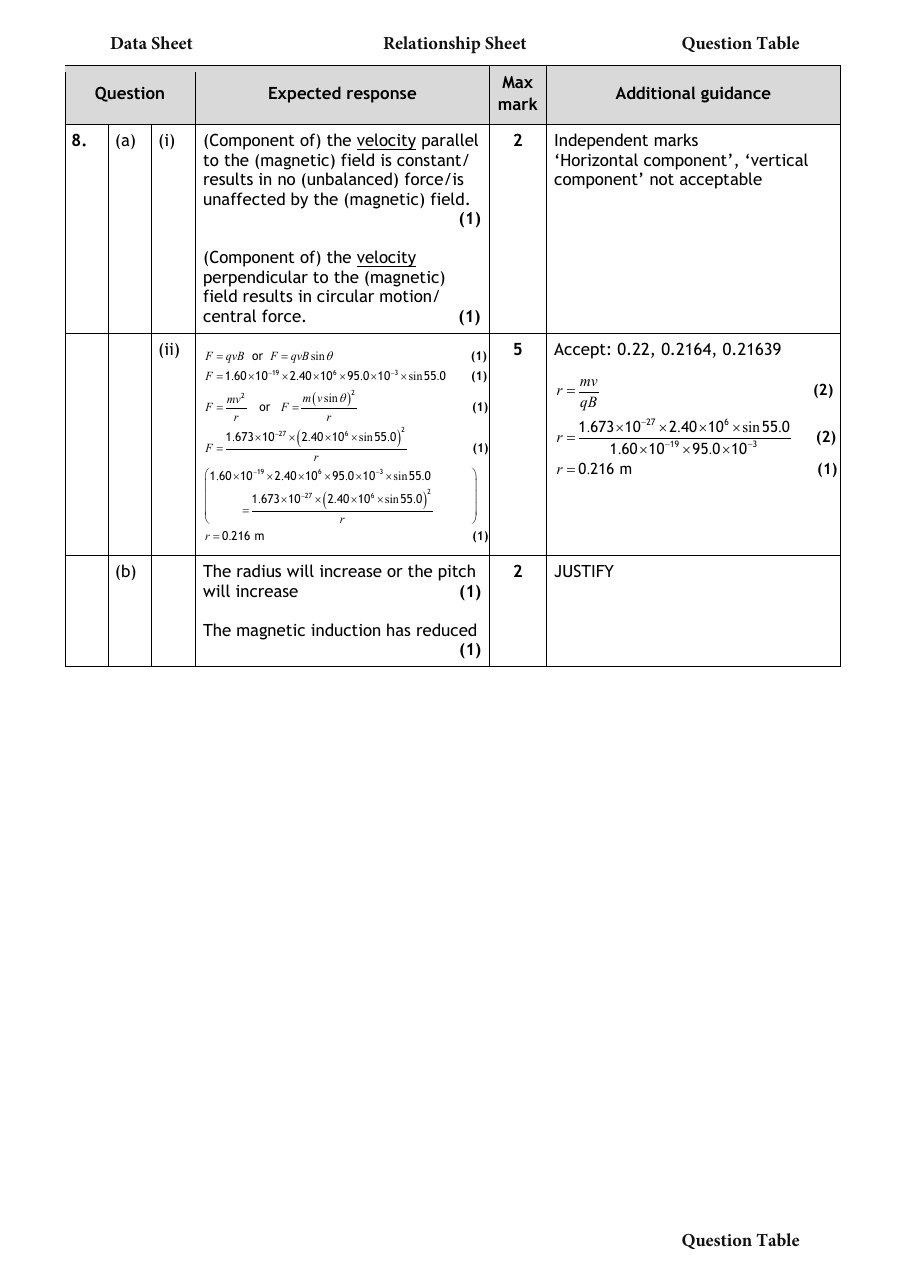 Data Sheet Relationship Sheet Question Table
Question Expected response Max mark Additional guidance
8. (a) (i) (Component of) the velocity parallel
to the (magnetic) field is constant/
results in no (unbalanced) force/is
unaffected by the (magnetic) field.
(1)
(Component of) the velocity
perpendicular to the (magnetic)
field results in circular motion/
central force. (1)
2
Independent marks
‘Horizontal component’, ‘vertical
component’ not acceptable
(ii) F = qvB or F = qvB sin θ (1)
F = 1.60×10⁻¹⁹ × 2.40×10⁶ × 95.0×10⁻³ × sin 55.0 (1)
F = mv²/r or F = m(v sin θ)²/r (1)
F = 1.673×10⁻²⁷ × (2.40×10⁶ × sin 55.0)²/r (1)
(1.60×10⁻¹⁹ × 2.40×10⁶ × 95.0×10⁻³ × sin 55.0
= 1.673×10⁻²⁷ × (2.40×10⁶ × sin 55.0)²/r)
r = 0.216 m (1)
5
Accept: 0.22, 0.2164, 0.21639
r = mv/qB (2)
r = 1.673×10⁻²⁷ × 2.40×10⁶ × sin 55.0/1.60×10⁻¹⁹ × 95.0×10⁻³ (2)
r = 0.216 m (1)
(b) The radius will increase or the pitch
will increase (1)
The magnetic induction has reduced
(1)
2
JUSTIFY
Question Table